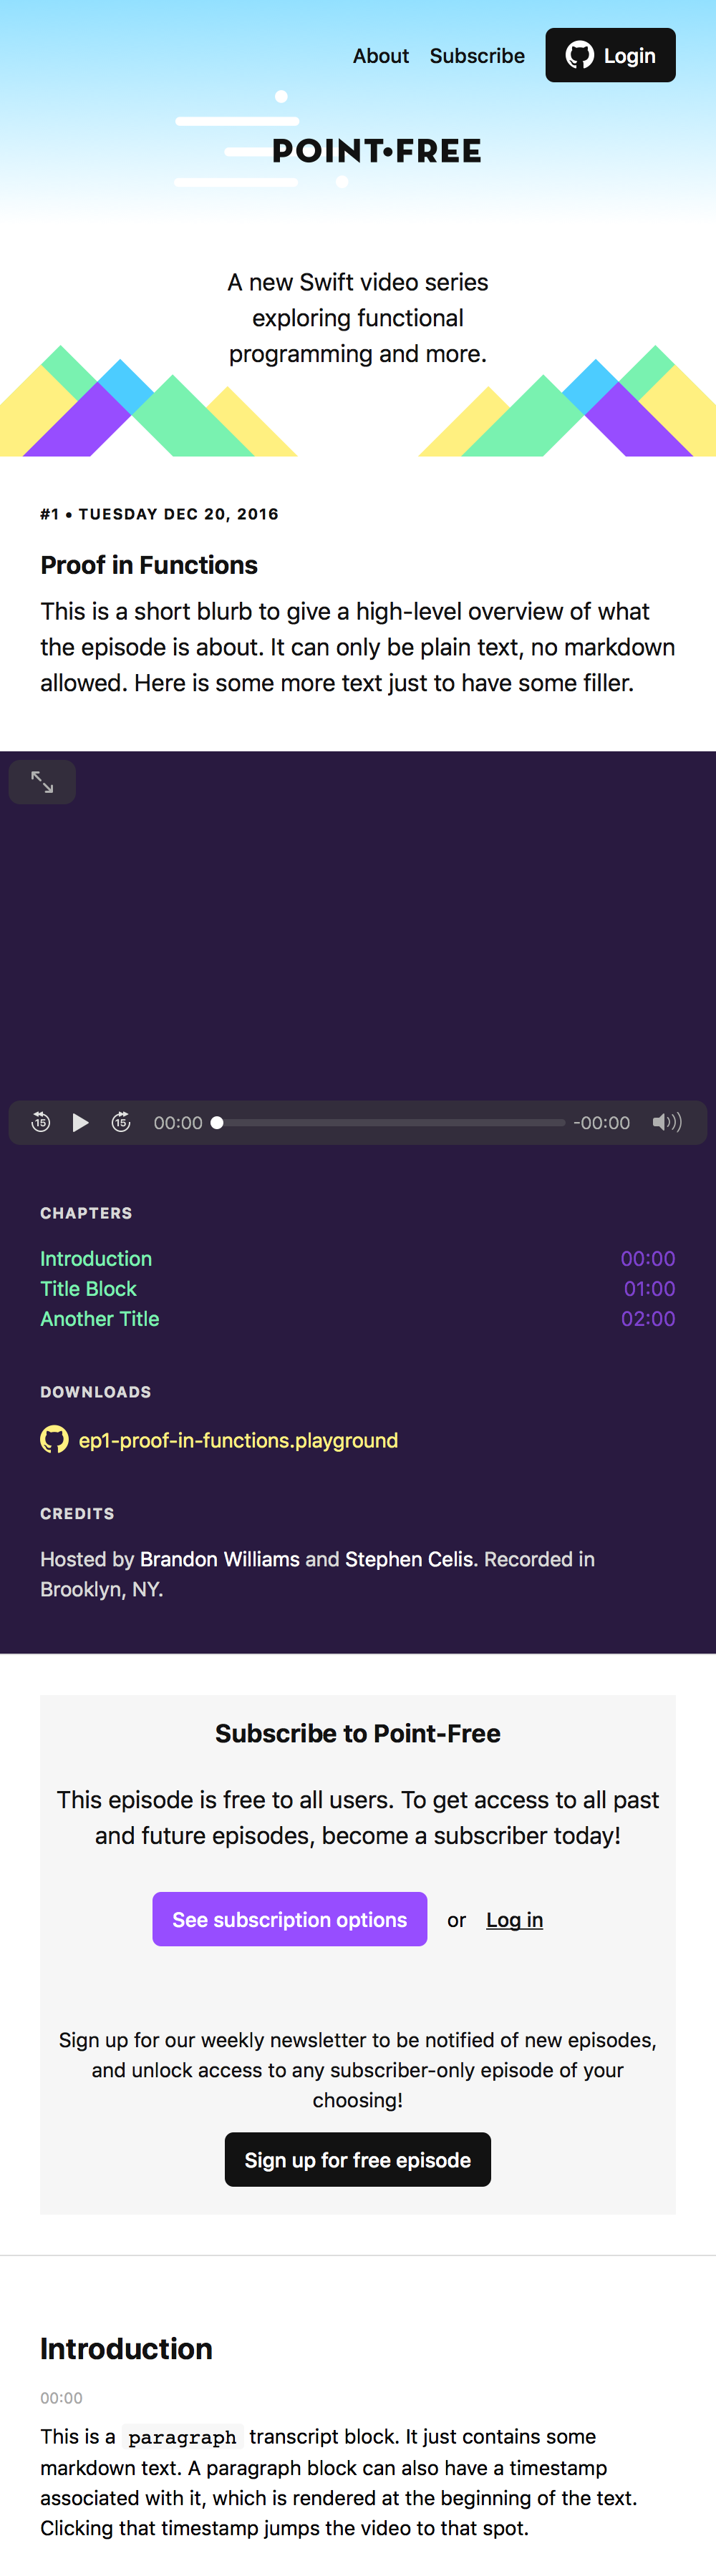 About Subscribe Login
POINT•FREE
A new Swift video series
exploring functional
programming and more.
#1 • TUESDAY DEC 20, 2016
Proof in Functions
This is a short blurb to give a high-level overview of what
the episode is about. It can only be plain text, no markdown
allowed. Here is some more text just to have some filler.
15 15 00:00 -00:00
CHAPTERS
Introduction 00:00
Title Block 01:00
Another Title 02:00
DOWNLOADS
ep1-proof-in-functions.playground
CREDITS
Hosted by Brandon Williams and Stephen Celis. Recorded in
Brooklyn, NY.
Subscribe to Point-Free
This episode is free to all users. To get access to all past
and future episodes, become a subscriber today!
See subscription options or Log in
Sign up for our weekly newsletter to be notified of new episodes,
and unlock access to any subscriber-only episode of your
choosing!
Sign up for free episode
Introduction
00:00
This is a paragraph transcript block. It just contains some
markdown text. A paragraph block can also have a timestamp
associated with it, which is rendered at the beginning of the text.
Clicking that timestamp jumps the video to that spot.